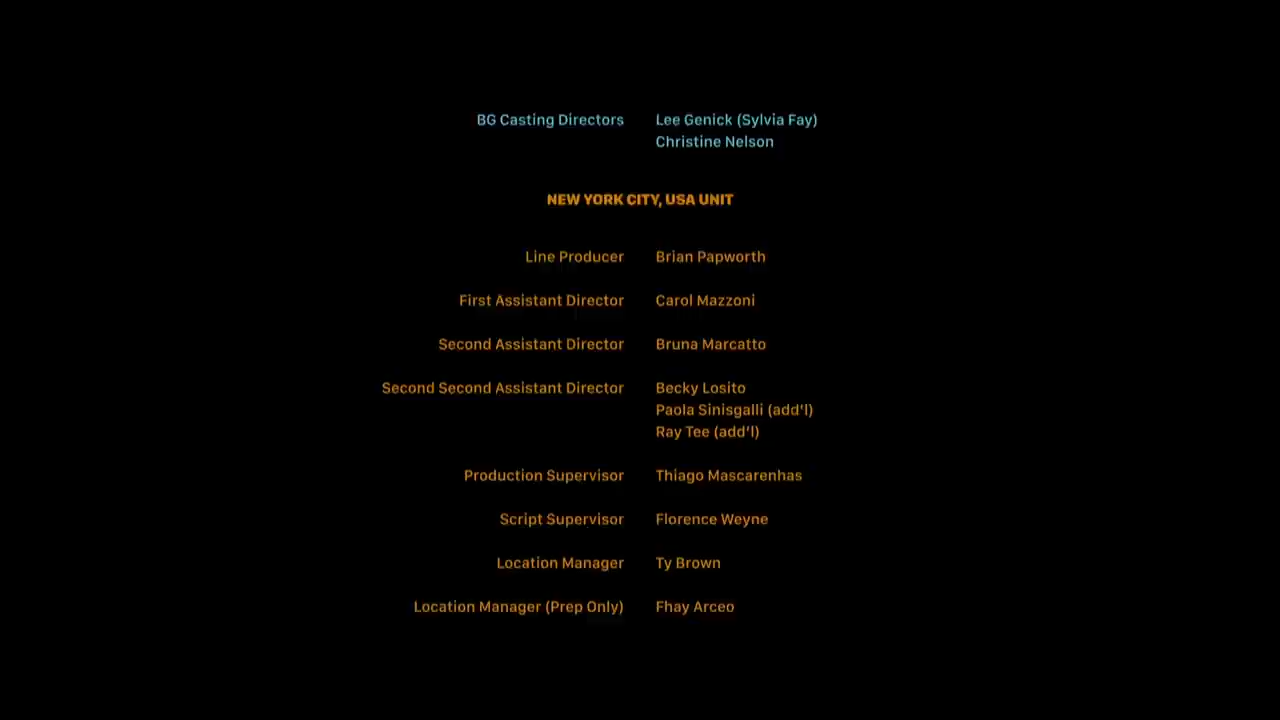 BG Casting Directors Lee Genick (Sylvia Fay)
Christine Nelson
NEW YORK CITY, USA UNIT
Line Producer Brian Papworth
First Assistant Director Carol Mazzoni
Second Assistant Director Bruna Marcatto
Second Second Assistant Director Becky Losito
Paola Sinisgalli (add'l)
Ray Tee (add'l)
Production Supervisor Thiago Mascarenhas
Script Supervisor Florence Weyne
Location Manager Ty Brown
Location Manager (Prep Only) Fhay Arceo